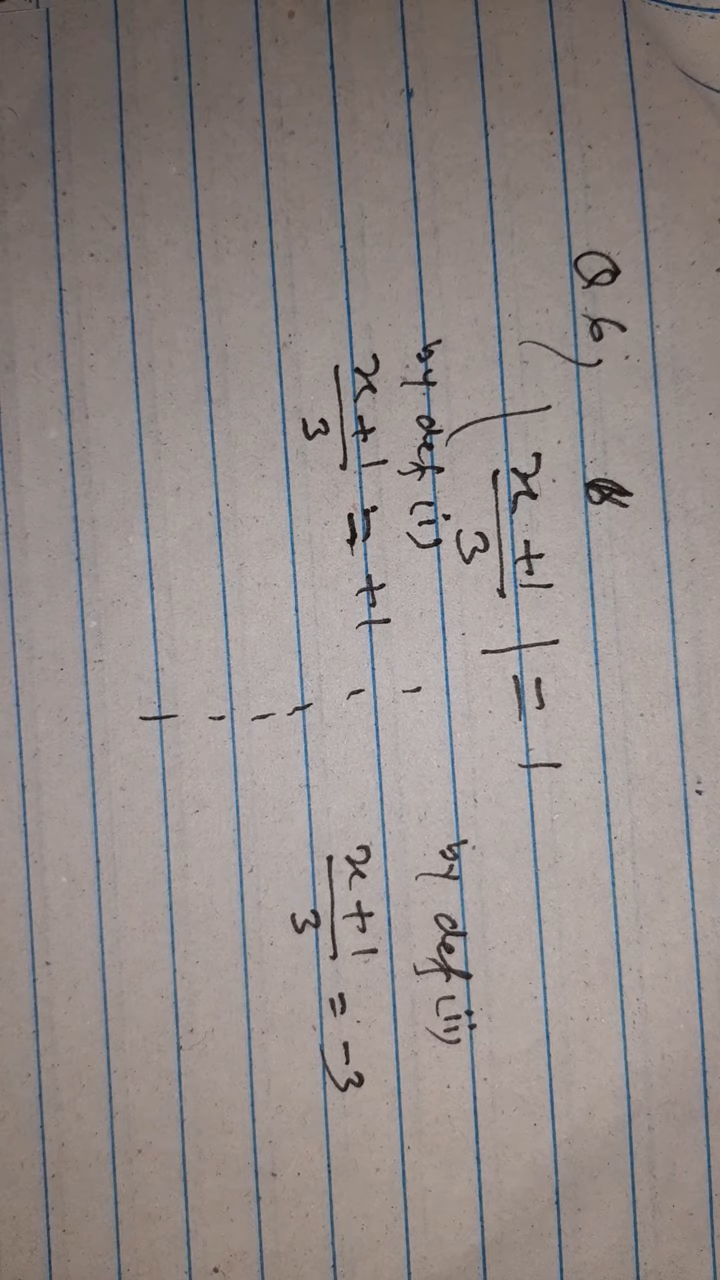 Q 6)
| x+1 / 3 | = 1
by def (i) by def (ii)
x+1 / 3 = +1 x+1 / 3 = -3